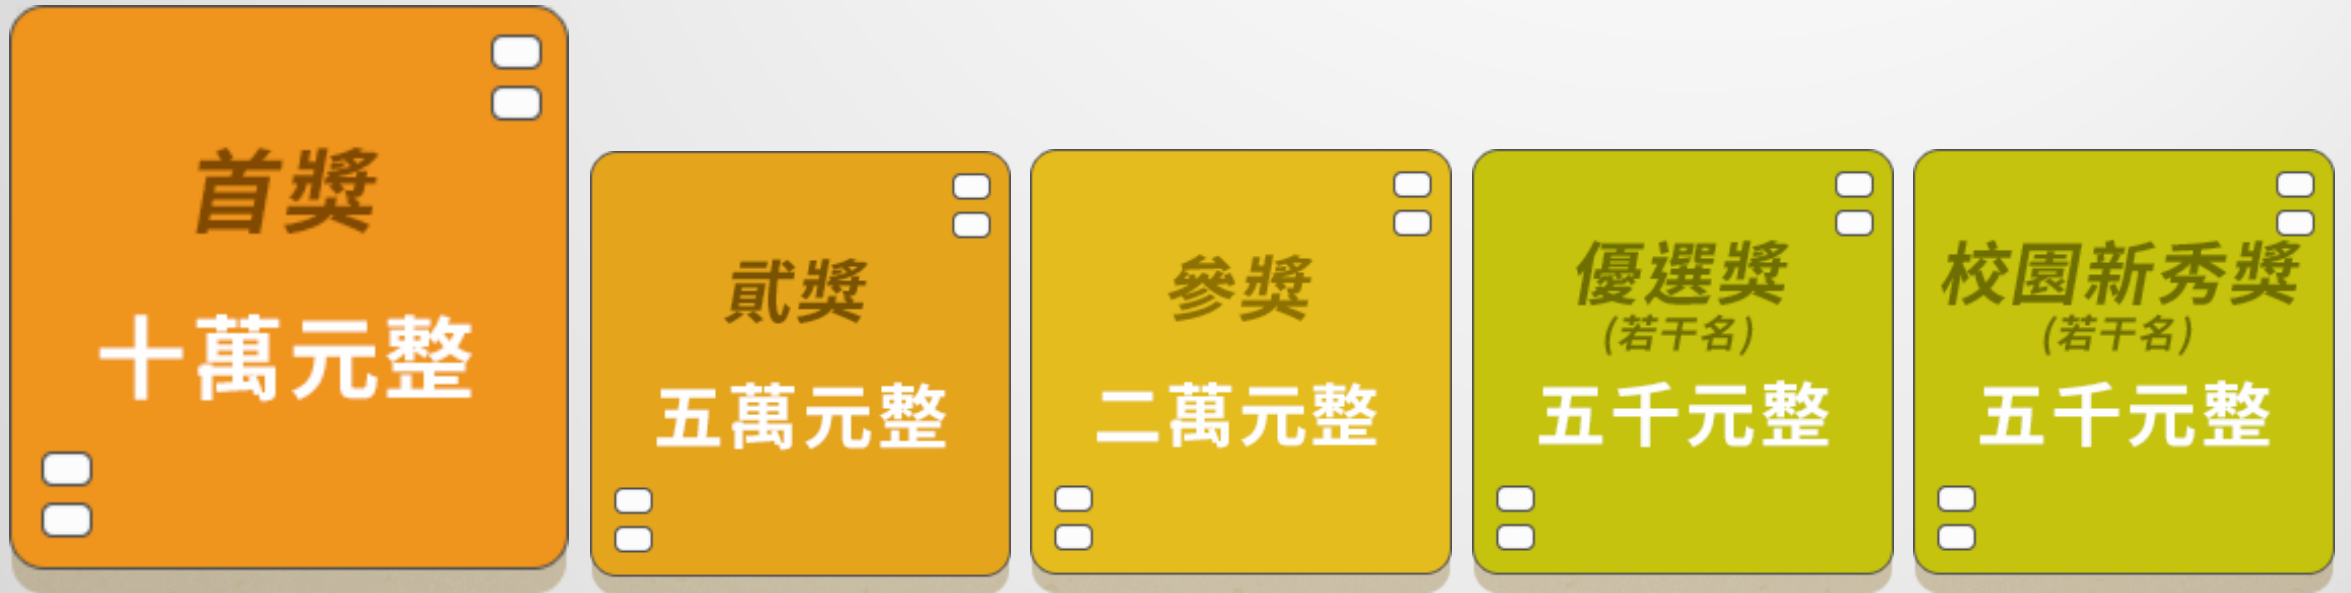 首獎
十萬元整
貳獎
五萬元整
參獎
二萬元整
優選獎
(若干名)
五千元整
校園新秀獎
(若干名)
五千元整